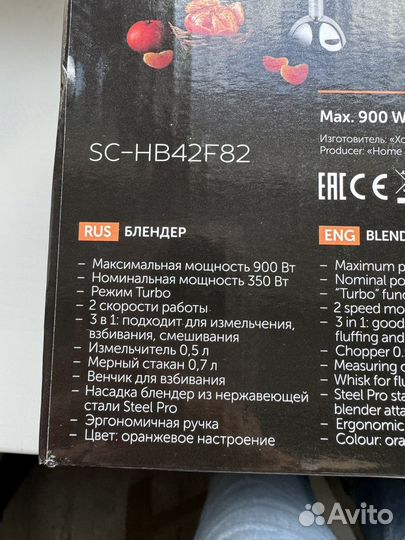 Max. 900 W
Изготовитель: «Хо
Producer: «Home
SC-HB42F82
EAC CE
RUS БЛЕНДЕР
– Максимальная мощность 900 Вт
– Номинальная мощность 350 Вт
– Режим Turbo
– 2 скорости работы
– 3 в 1: подходит для измельчения,
взбивания, смешивания
– Измельчитель 0,5 л
– Мерный стакан 0,7 л
– Венчик для взбивания
– Насадка блендер из нержавеющей
стали Steel Pro
– Эргономичная ручка
– Цвет: оранжевое настроение
ENG BLEND
– Maximum p
– Nominal po
– "Turbo" func
– 2 speed mo
– 3 in 1: good
fluffing and
– Chopper 0.
– Measuring c
– Whisk for flu
– Steel Pro sta
blender atta
– Ergonomic
– Colour: ora
Avito